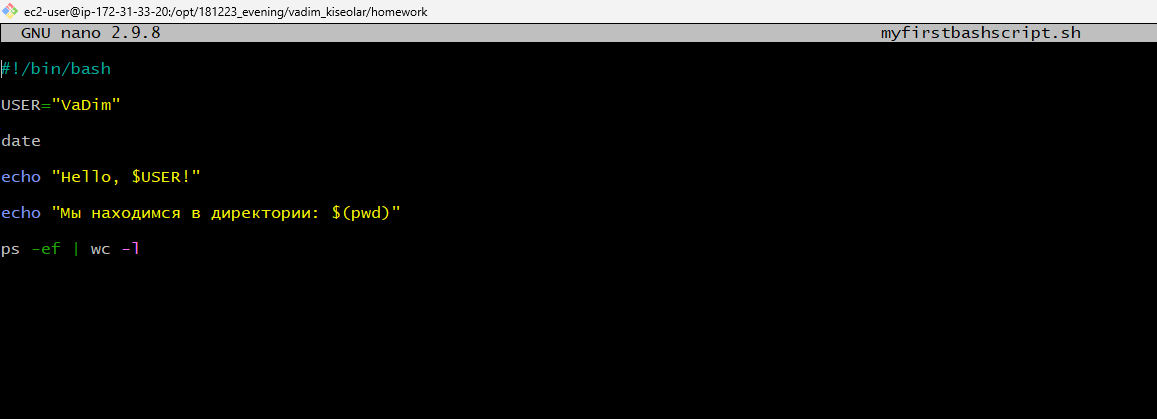 ec2-user@ip-172-31-33-20:/opt/181223_evening/vadim_kiseolar/homework
GNU nano 2.9.8 myfirstbashscript.sh
#!/bin/bash
USER="VaDim"
date
echo "Hello, $USER!"
echo "Мы находимся в директории: $(pwd)"
ps -ef | wc -l